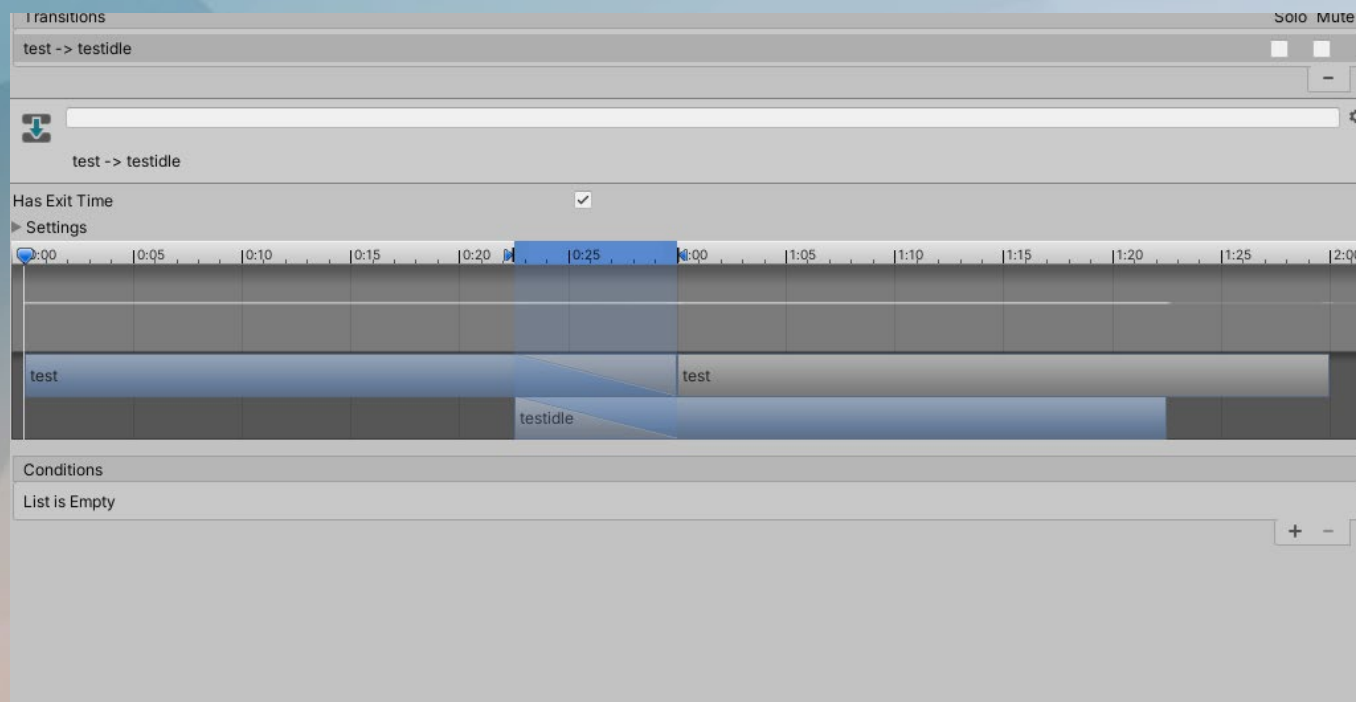 Transitions Solo Mute
test -> testidle
-
test -> testidle
Has Exit Time
Settings
0:00 0:05 0:10 0:15 0:20 0:25 1:00 1:05 1:10 1:15 1:20 1:25 2:00
test test
testidle
Conditions
List is Empty
+ -